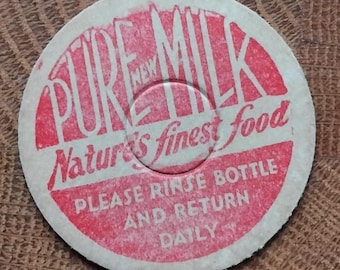 PURE NEW MILK
Nature's finest food
PLEASE RINSE BOTTLE
AND RETURN
DAILY